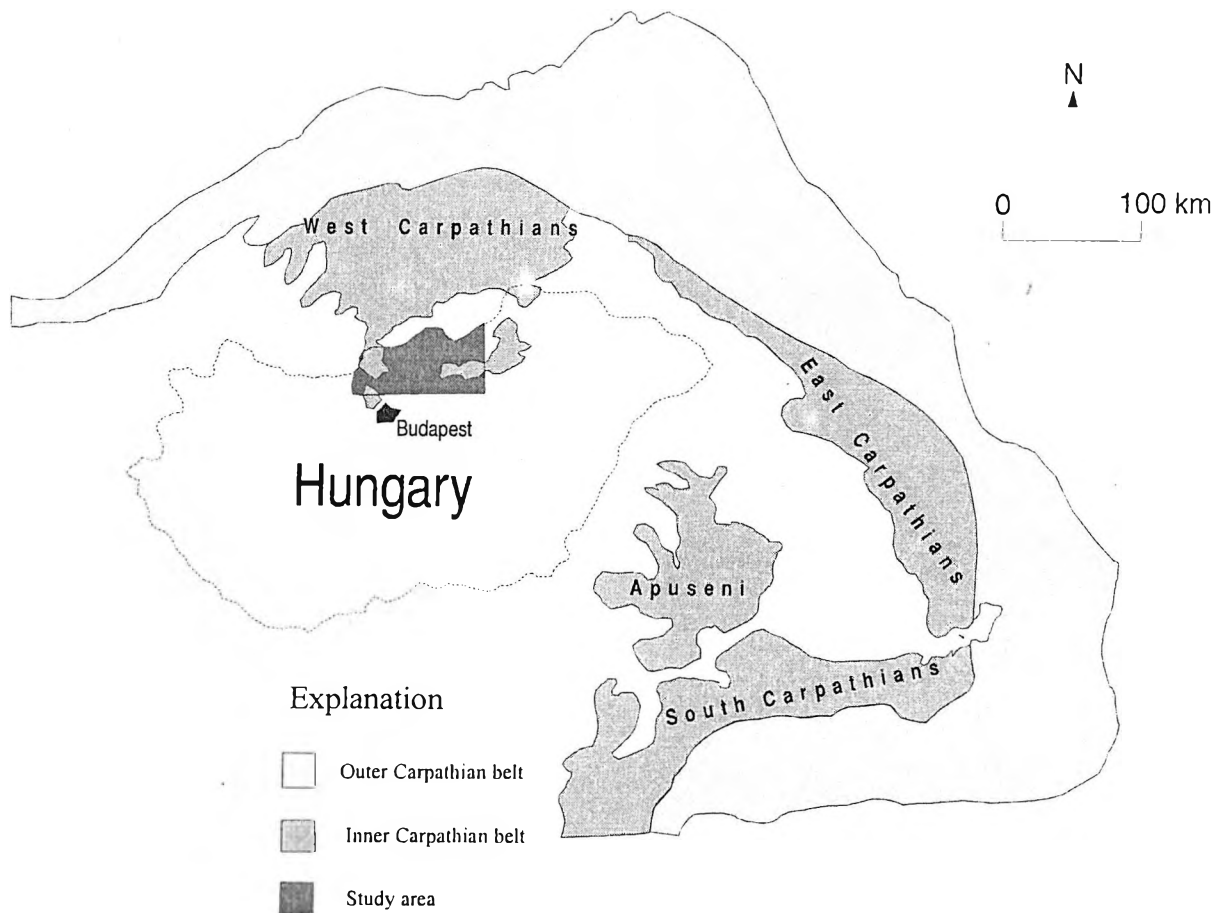 N
0 100 km
West Carpathians
East Carpathians
Budapest
Hungary
Apuseni
South Carpathians
Explanation
Outer Carpathian belt
Inner Carpathian belt
Study area